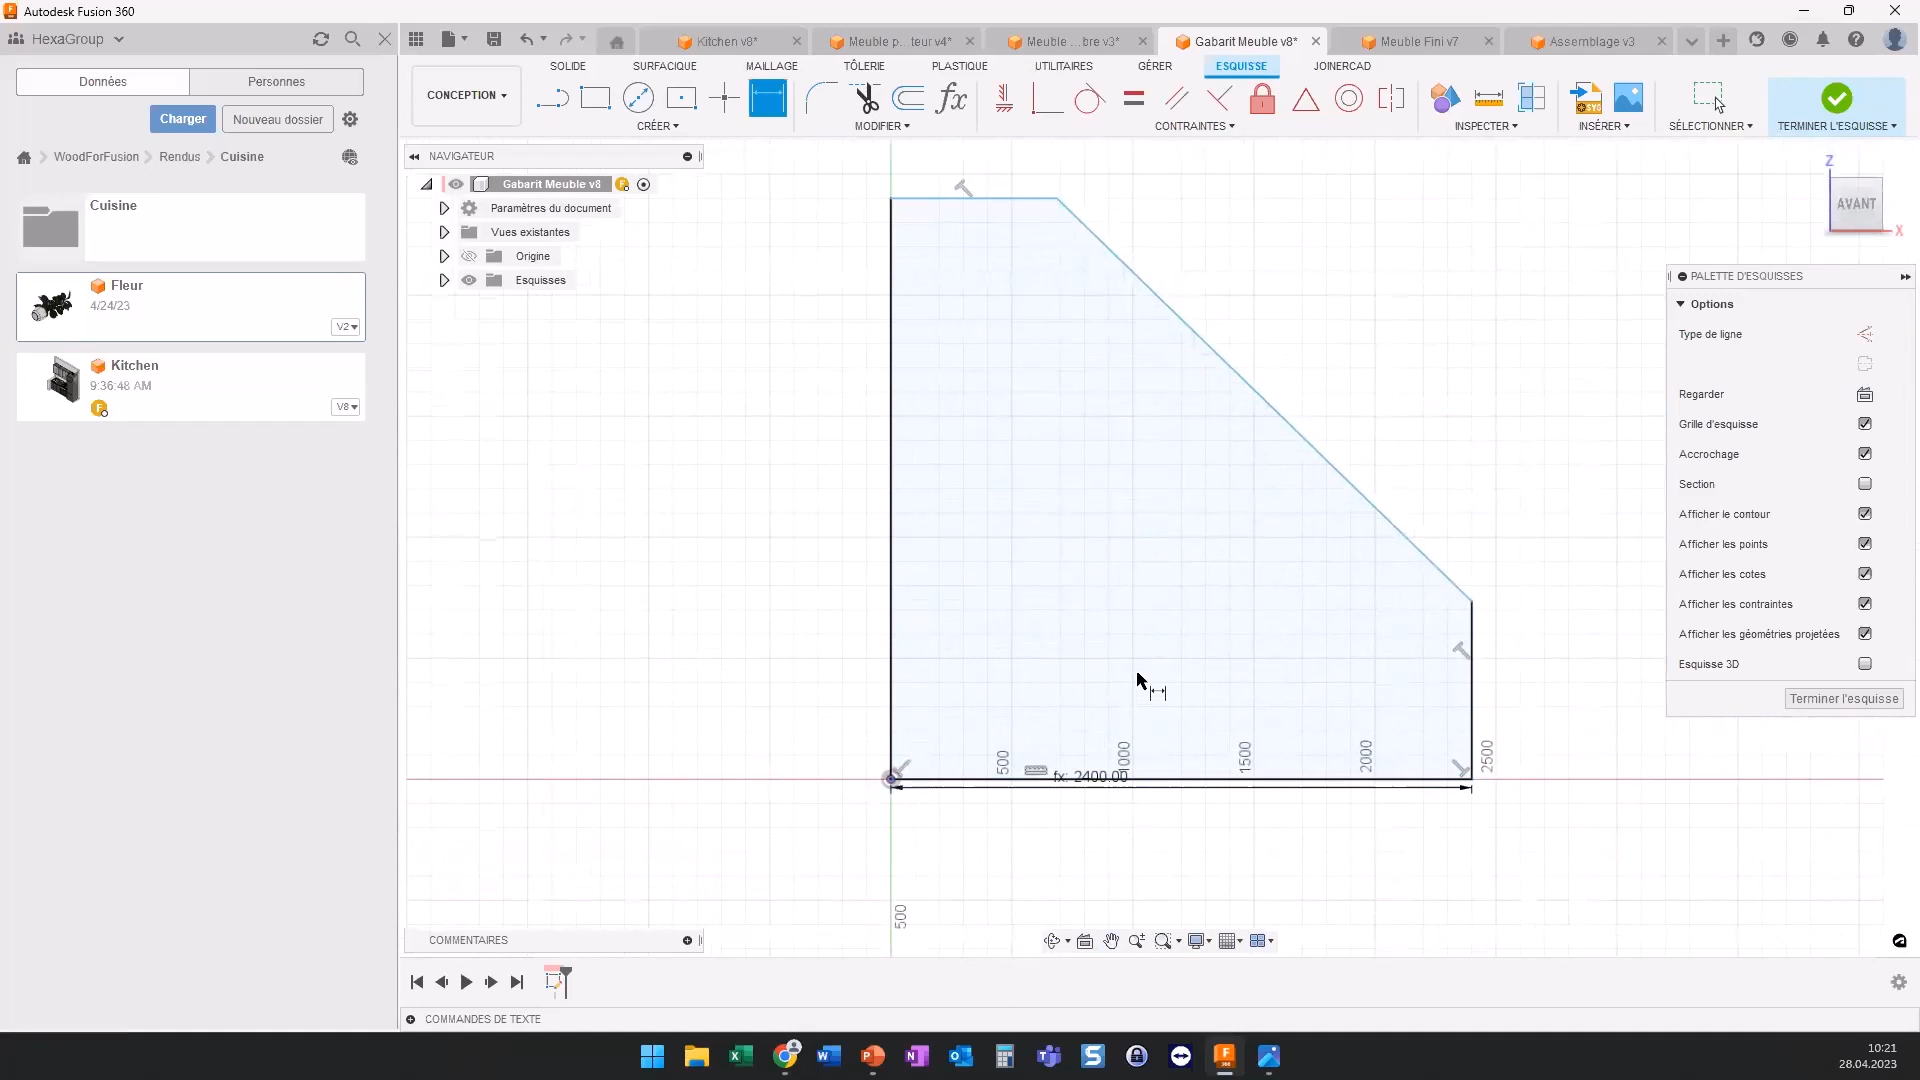 Autodesk Fusion 360
HexaGroup
Données
Personnes
Charger
Nouveau dossier
WoodForFusion
Rendus
Cuisine
Cuisine
Fleur
4/24/23
V2
Kitchen
9:36:48 AM
V8
Kitchen v8*
Meuble p...teur v4*
Meuble ...bre v3*
Gabarit Meuble v8*
Meuble Fini v7
Assemblage v3
SOLIDE
SURFACIQUE
MAILLAGE
TÔLERIE
PLASTIQUE
UTILITAIRES
GÉRER
ESQUISSE
JOINERCAD
CONCEPTION
CRÉER
MODIFIER
CONTRAINTES
INSPECTER
INSÉRER
SÉLECTIONNER
TERMINER L'ESQUISSE
NAVIGATEUR
Gabarit Meuble v8
Paramètres du document
Vues existantes
Origine
Esquisses
Z
AVANT
X
PALETTE D'ESQUISSES
Options
Type de ligne
Regarder
Grille d'esquisse
Accrochage
Section
Afficher le contour
Afficher les points
Afficher les cotes
Afficher les contraintes
Afficher les géométries projetées
Esquisse 3D
Terminer l'esquisse
500
1000
1500
2000
2500
fx: 2400.00
500
COMMENTAIRES
COMMANDES DE TEXTE
10:21
28.04.2023